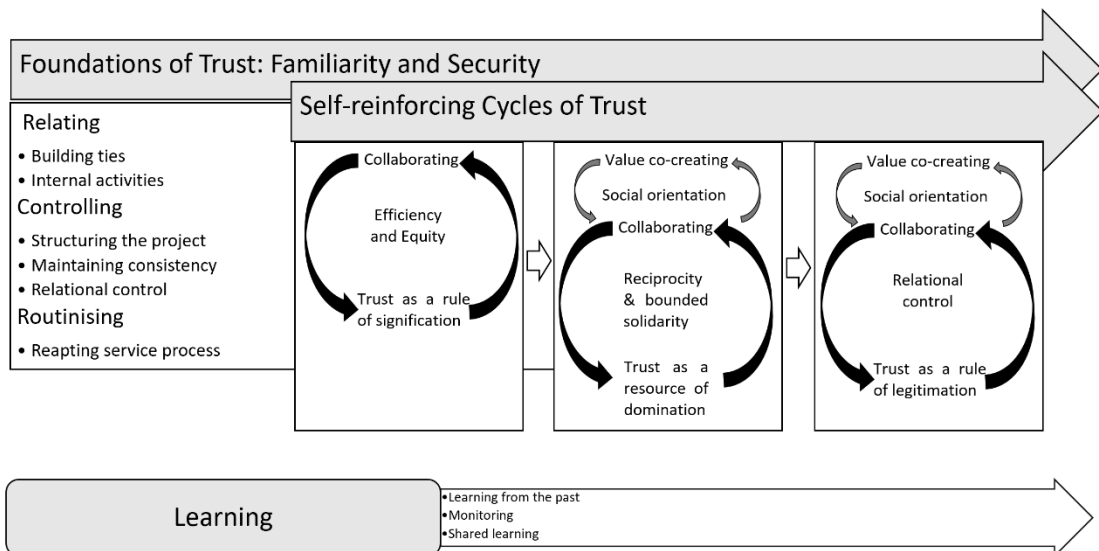 Foundations of Trust: Familiarity and Security
Self-reinforcing Cycles of Trust
Relating
• Building ties
• Internal activities
Controlling
• Structuring the project
• Maintaining consistency
• Relational control
Routinising
• Reapting service process
Collaborating
Efficiency
and Equity
Trust as a rule
of signification
Value co-creating
Social orientation
Collaborating
Reciprocity
& bounded
solidarity
Trust as a
resource of
domination
Value co-creating
Social orientation
Collaborating
Relational
control
Trust as a rule
of legitimation
Learning
•Learning from the past
•Monitoring
•Shared learning